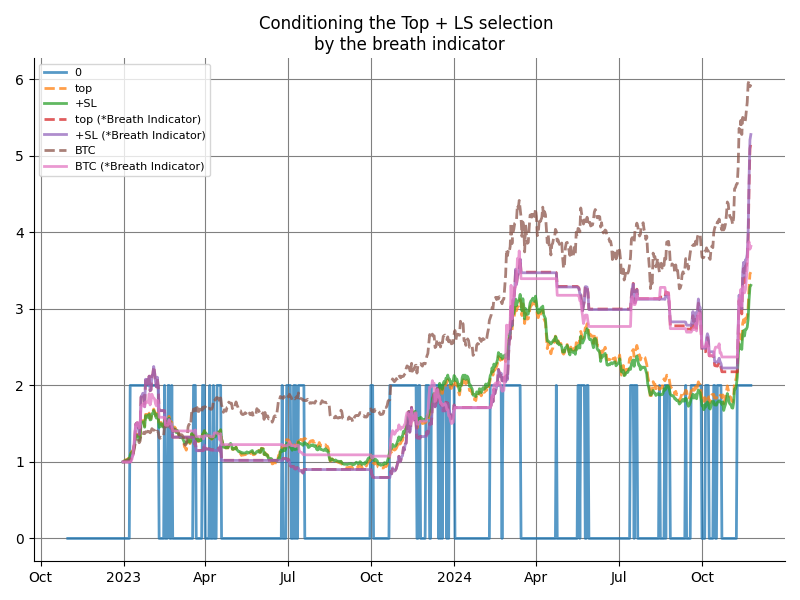 Conditioning the Top + LS selection
by the breath indicator
0
top
+SL
top (*Breath Indicator)
+SL (*Breath Indicator)
BTC
BTC (*Breath Indicator)
6
5
4
3
2
1
0
Oct
2023
Apr
Jul
Oct
2024
Apr
Jul
Oct